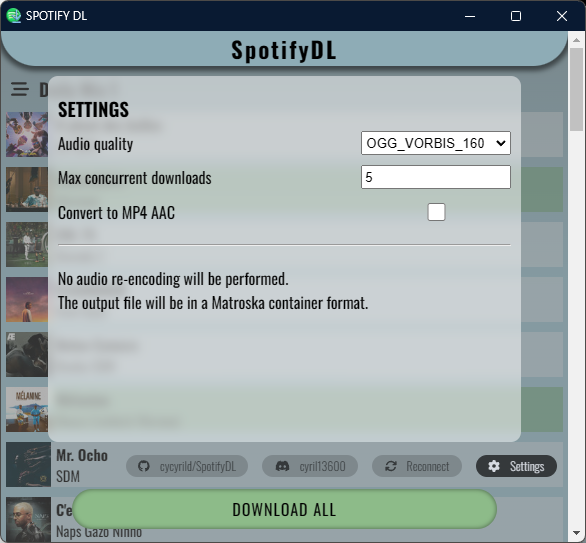 SPOTIFY DL
SpotifyDL
SETTINGS
Audio quality
OGG_VORBIS_160
Max concurrent downloads
5
Convert to MP4 AAC
No audio re-encoding will be performed.
The output file will be in a Matroska container format.
MÉLANINE
Mr. Ocho
SDM
cycyrild/SpotifyDL
cyril13600
Reconnect
Settings
DOWNLOAD ALL
Naps Gazo Ninho